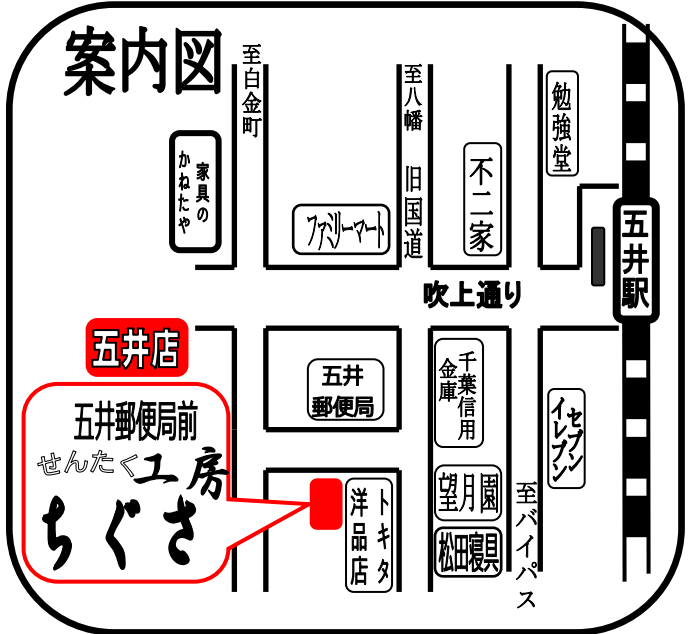 案内図
至白金町
至八幡 旧国道
勉強堂
不二家
家具の
かねたや
ファミリーマート
五井駅
吹上通り
五井店
五井
郵便局
千葉信用
金庫
セブン
イレブン
五井郵便局前
せんたく工房
ちぐさ
トキタ
洋品店
望月園
松田寝具
至バイパス